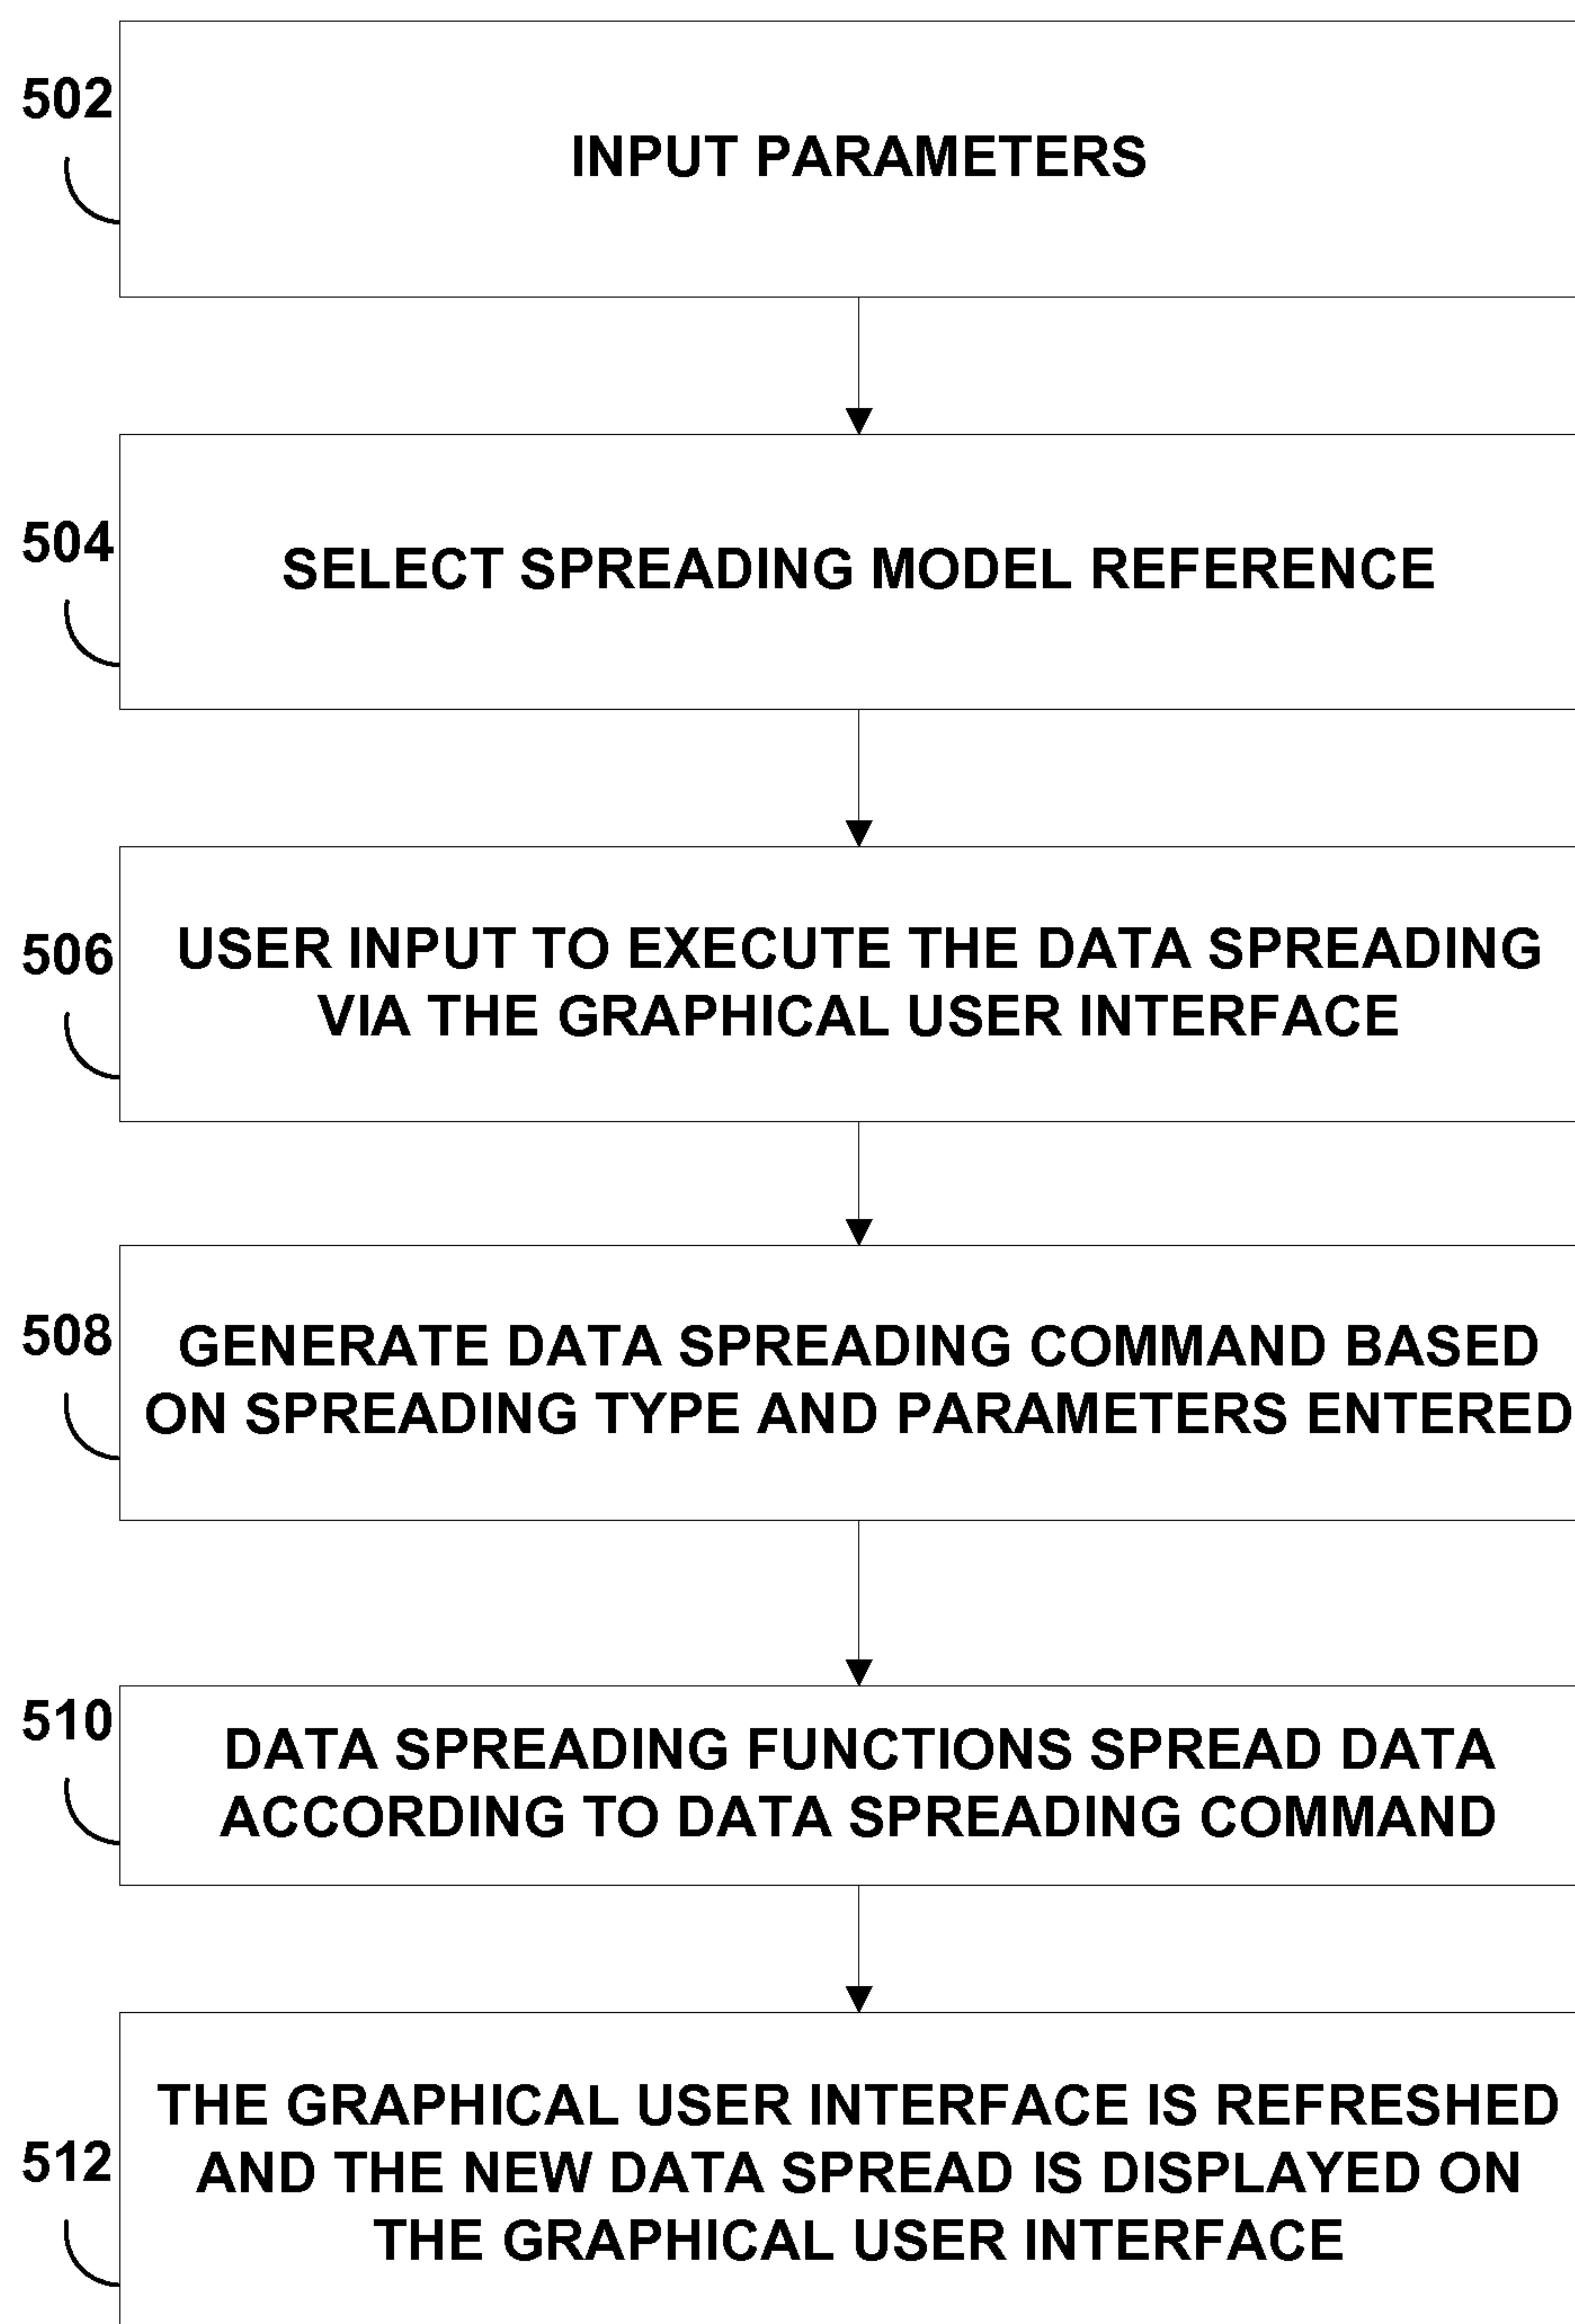 502
INPUT PARAMETERS
504
SELECT SPREADING MODEL REFERENCE
506
USER INPUT TO EXECUTE THE DATA SPREADING
VIA THE GRAPHICAL USER INTERFACE
508
GENERATE DATA SPREADING COMMAND BASED
ON SPREADING TYPE AND PARAMETERS ENTERED
510
DATA SPREADING FUNCTIONS SPREAD DATA
ACCORDING TO DATA SPREADING COMMAND
512
THE GRAPHICAL USER INTERFACE IS REFRESHED
AND THE NEW DATA SPREAD IS DISPLAYED ON
THE GRAPHICAL USER INTERFACE